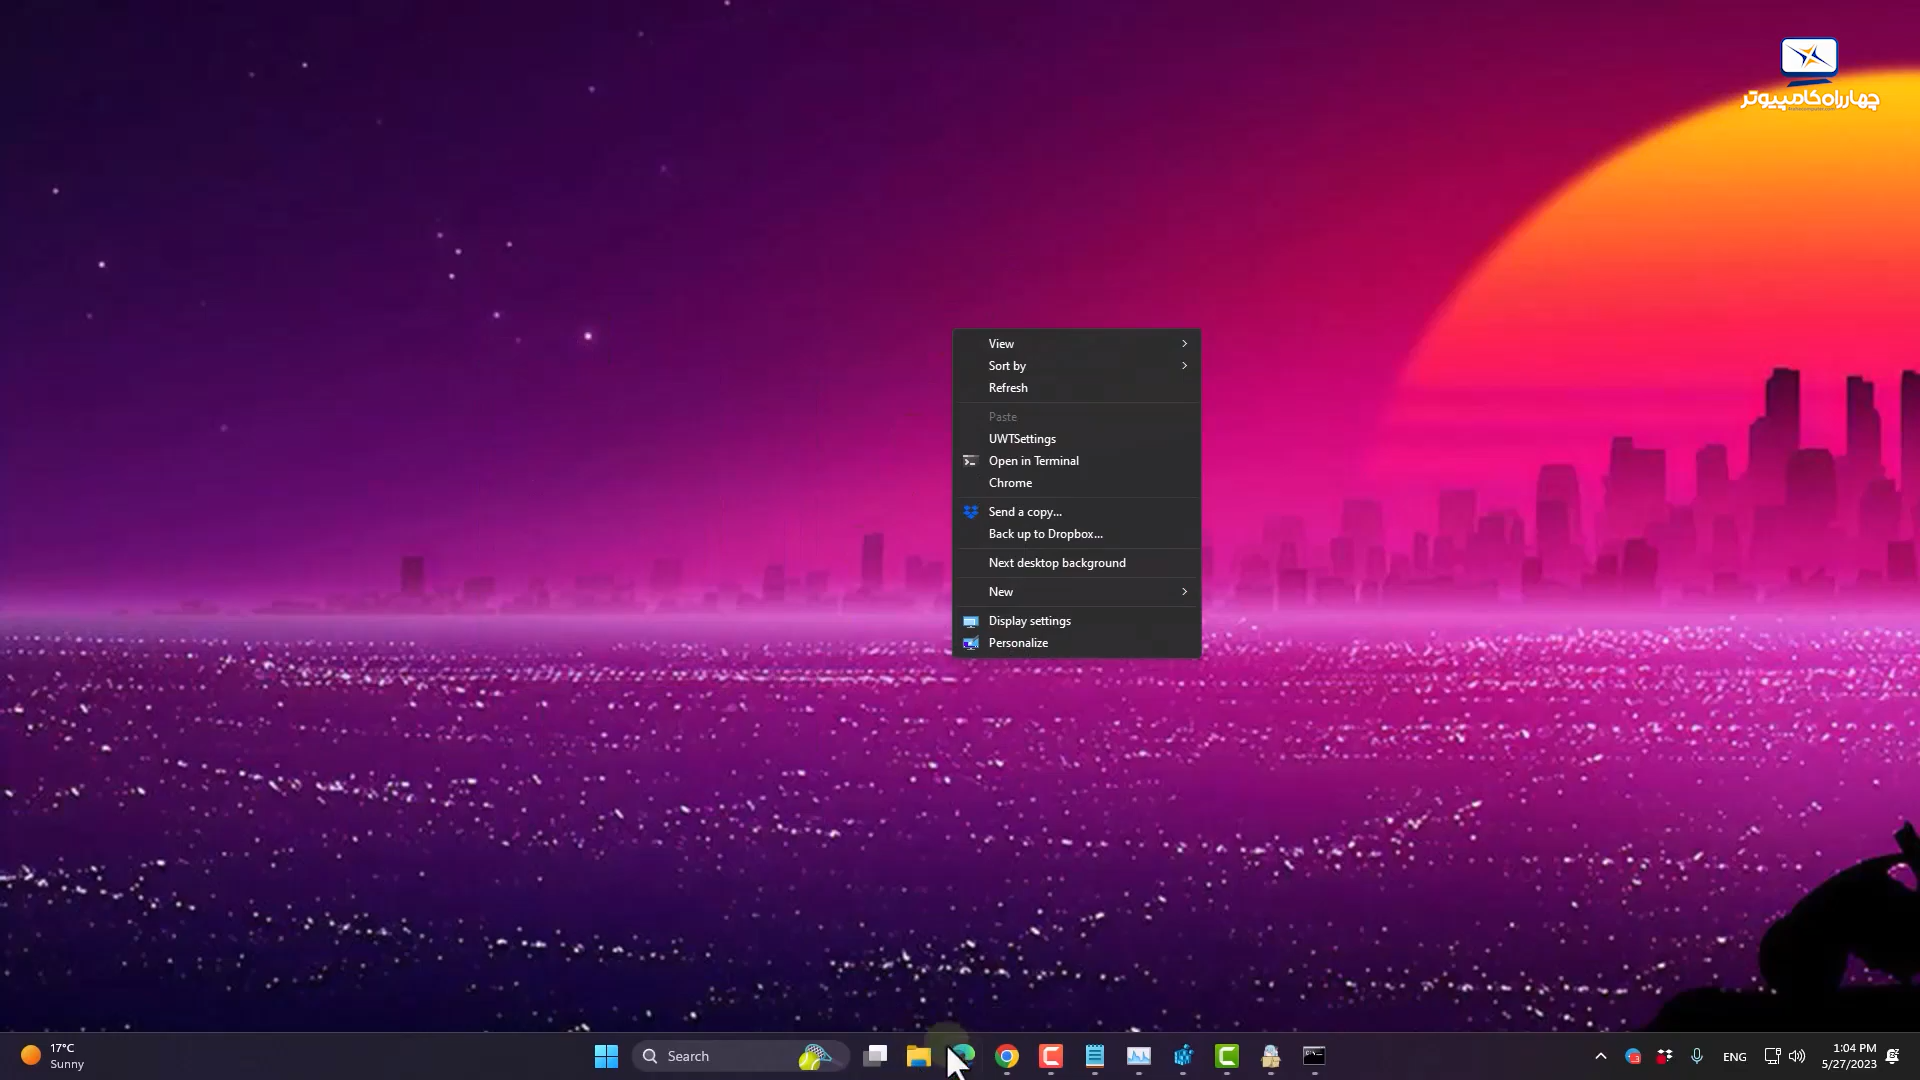 چهارراه کامپیوتر
View
Sort by
Refresh
Paste
UWTSettings
Open in Terminal
Chrome
Send a copy...
Back up to Dropbox...
Next desktop background
New
Display settings
Personalize
17°C
Sunny
Search
ENG
1:04 PM
5/27/2023